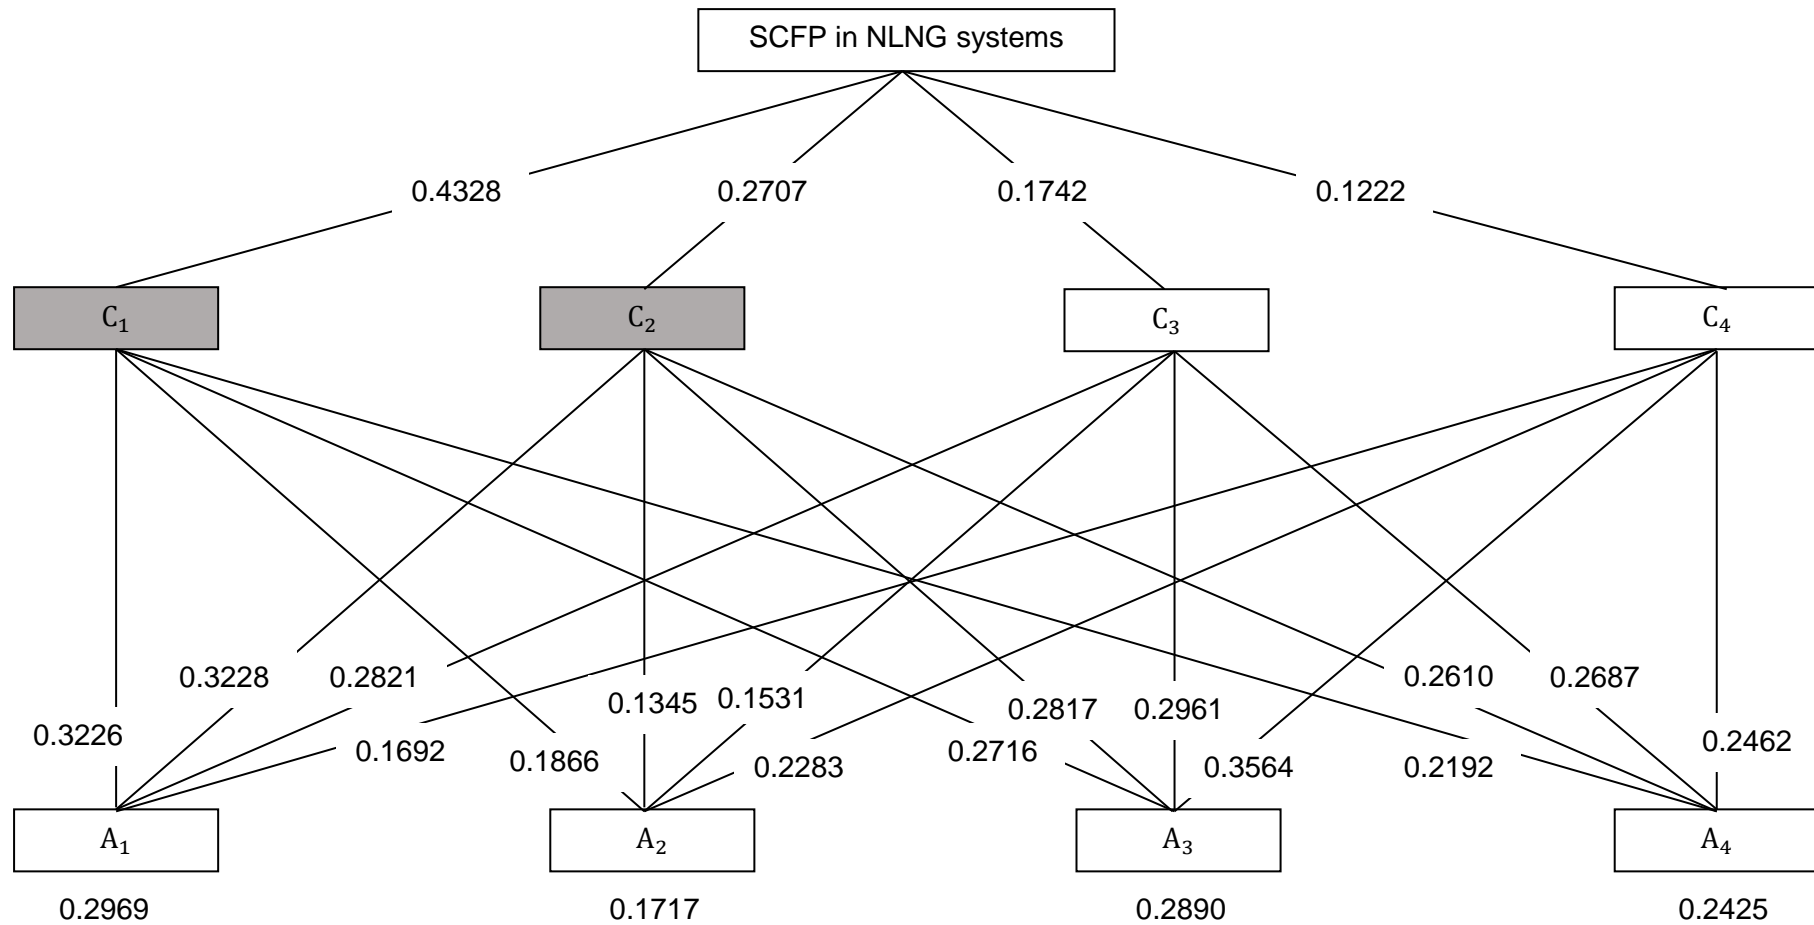 SCFP in NLNG systems
0.4328 0.2707 0.1742 0.1222
C₁ C₂ C₃ C₄
0.3228 0.2821 0.2610 0.2687
0.1345 0.1531 0.2817 0.2961
0.3226 0.1692 0.1866 0.2283 0.2716 0.3564 0.2192 0.2462
A₁ A₂ A₃ A₄
0.2969 0.1717 0.2890 0.2425